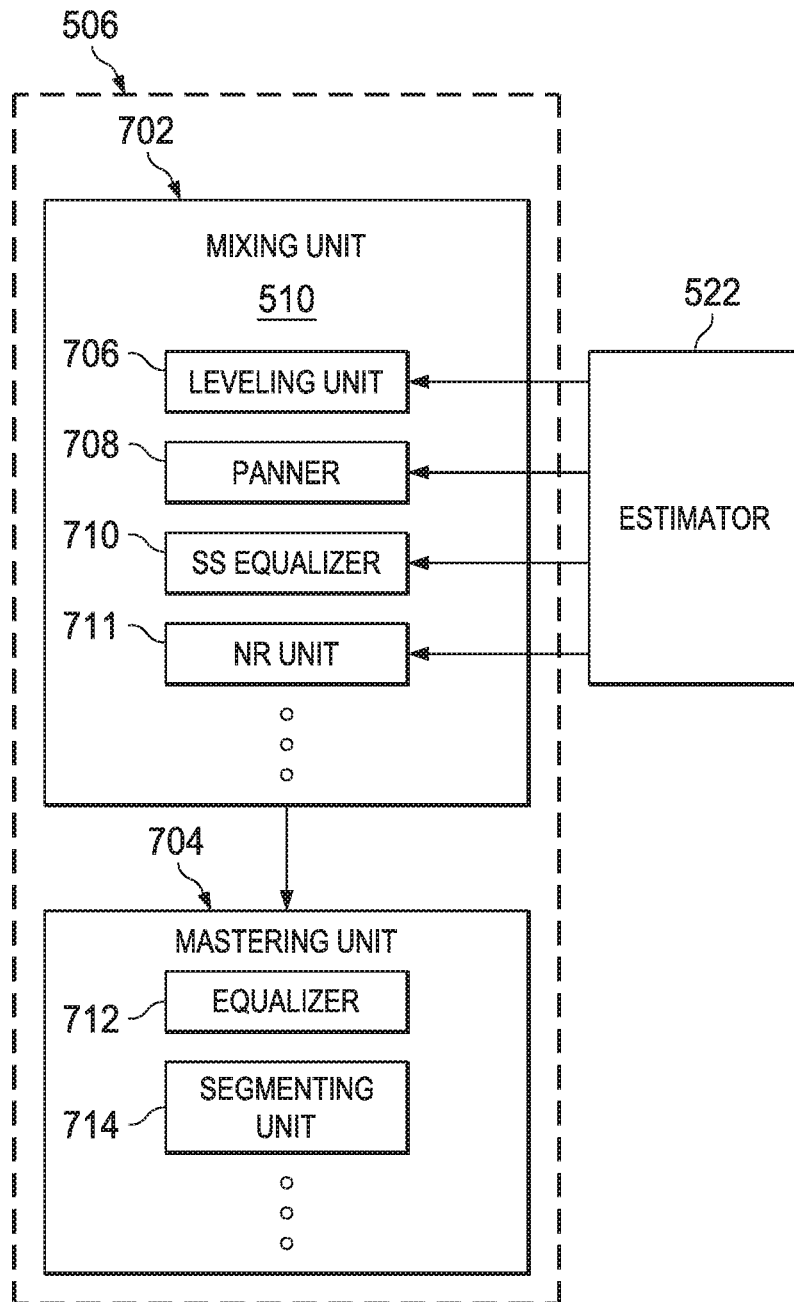 506
702
MIXING UNIT
510
522
706
LEVELING UNIT
708
PANNER
ESTIMATOR
710
SS EQUALIZER
711
NR UNIT
704
MASTERING UNIT
712
EQUALIZER
714
SEGMENTING
UNIT